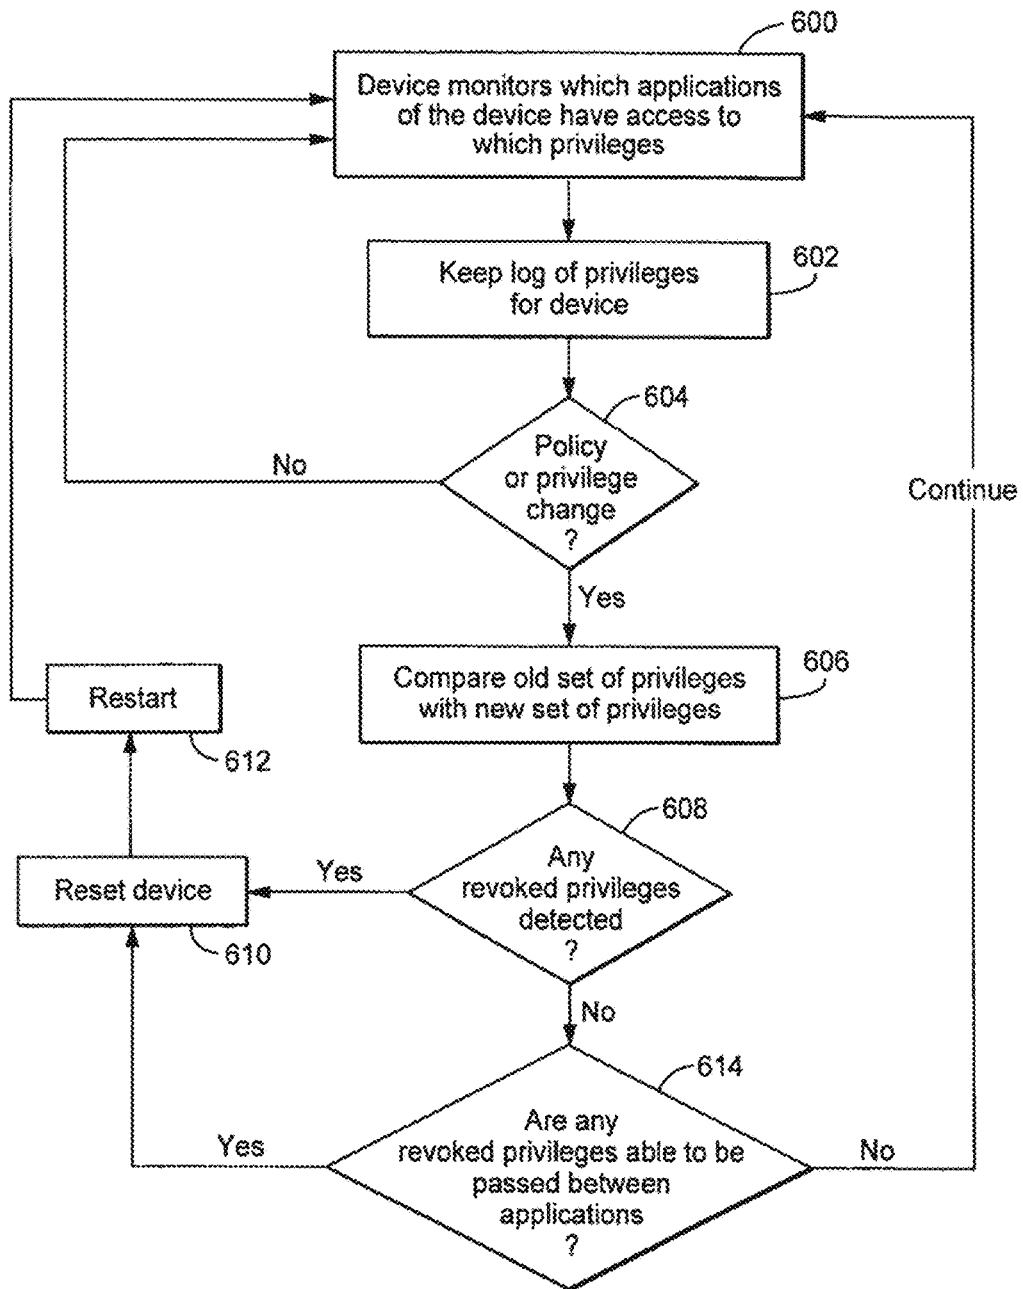 600
Device monitors which applications
of the device have access to
which privileges
602
Keep log of privileges
for device
604
Policy
or privilege
change
?
No
Continue
Yes
606
Compare old set of privileges
with new set of privileges
Restart
612
608
Any
revoked privileges
detected
?
Yes
Reset device
610
No
614
Are any
revoked privileges able to be
passed between
applications
?
Yes
No